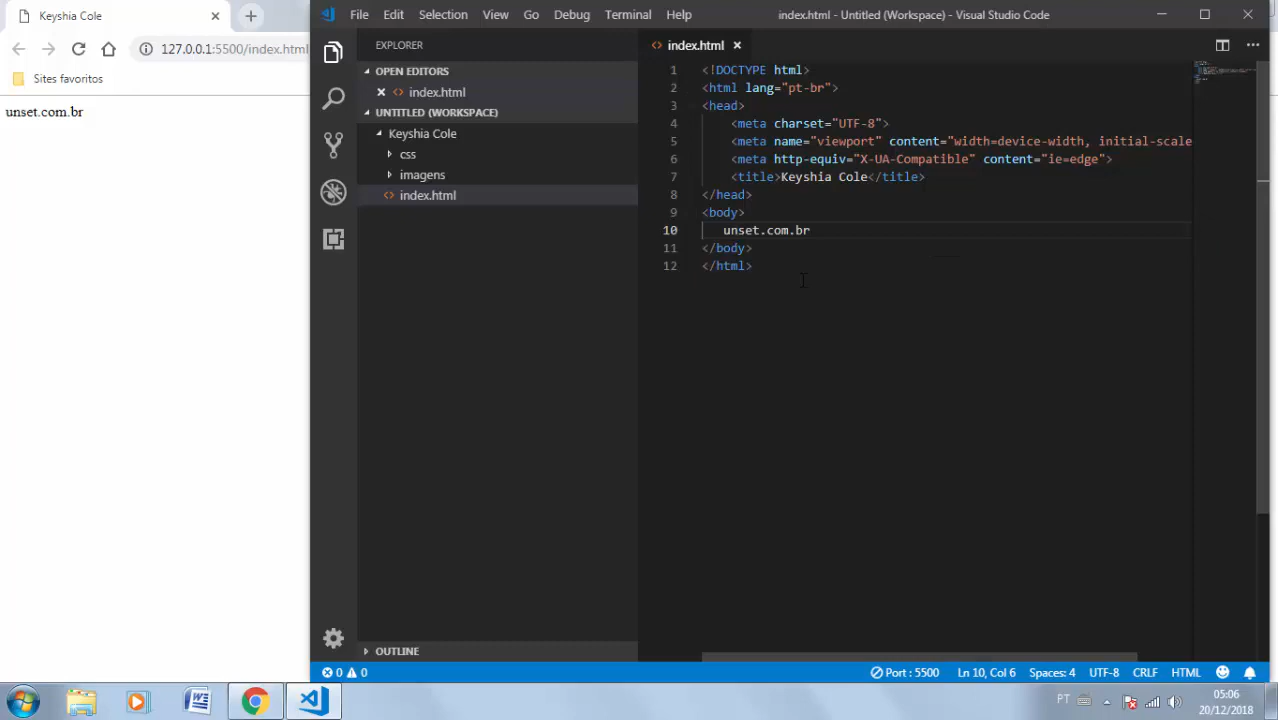 Keyshia Cole
127.0.0.1:5500/index.html
Sites favoritos
unset.com.br
File Edit Selection View Go Debug Terminal Help
index.html - Untitled (Workspace) - Visual Studio Code
EXPLORER
OPEN EDITORS
index.html
UNTITLED (WORKSPACE)
Keyshia Cole
css
imagens
index.html
OUTLINE
index.html
1 <!DOCTYPE html>
2 <html lang="pt-br">
3 <head>
4 <meta charset="UTF-8">
5 <meta name="viewport" content="width=device-width, initial-scale
6 <meta http-equiv="X-UA-Compatible" content="ie=edge">
7 <title>Keyshia Cole</title>
8 </head>
9 <body>
10 unset.com.br
11 </body>
12 </html>
0 0 Port : 5500 Ln 10, Col 6 Spaces: 4 UTF-8 CRLF HTML
PT 05:06
20/12/2018